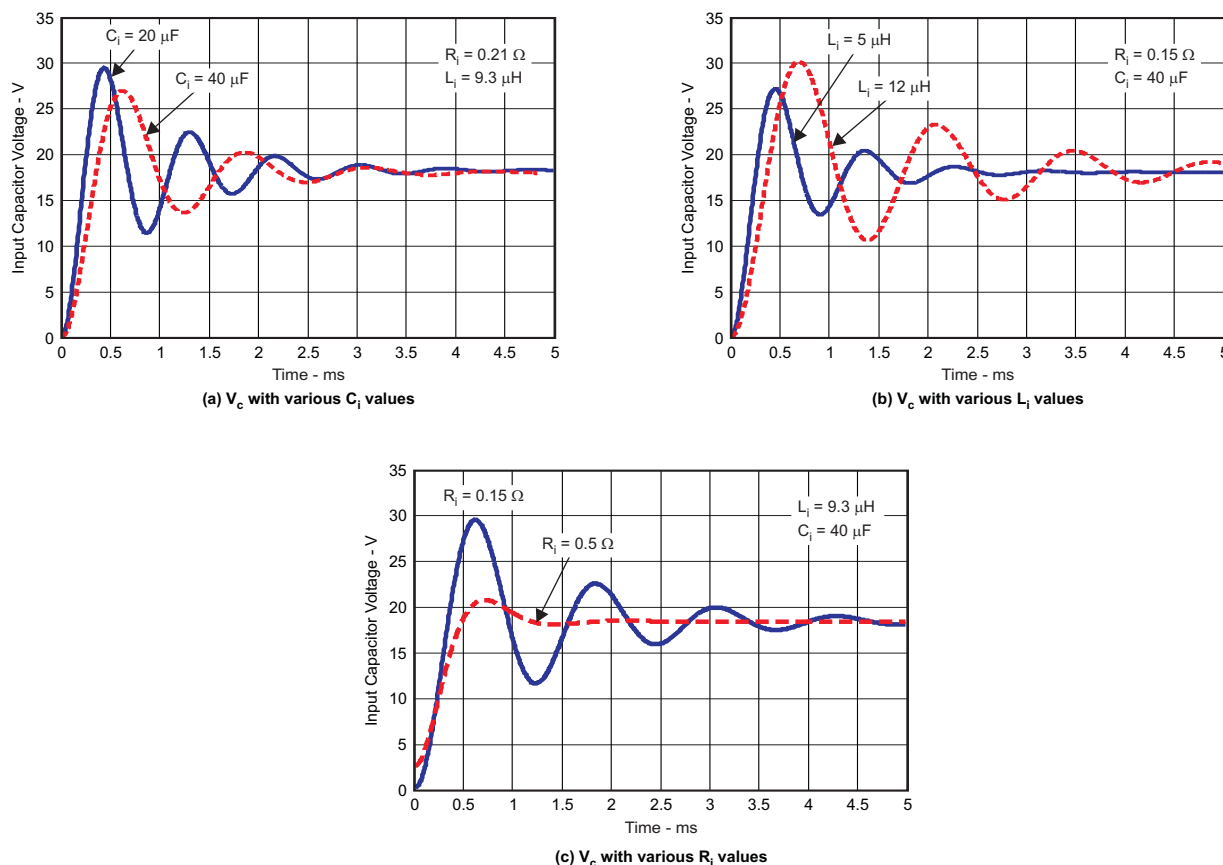 35
30
25
20
15
10
5
0
Input Capacitor Voltage - V
C_i = 20 μF
C_i = 40 μF
R_i = 0.21 Ω
L_i = 9.3 μH
0 0.5 1 1.5 2 2.5 3 3.5 4 4.5 5
Time - ms
(a) V_c with various C_i values
35
30
25
20
15
10
5
0
Input Capacitor Voltage - V
L_i = 5 μH
L_i = 12 μH
R_i = 0.15 Ω
C_i = 40 μF
0 0.5 1 1.5 2 2.5 3 3.5 4 4.5 5
Time - ms
(b) V_c with various L_i values
35
30
25
20
15
10
5
0
Input Capacitor Voltage - V
R_i = 0.15 Ω
R_i = 0.5 Ω
L_i = 9.3 μH
C_i = 40 μF
0 0.5 1 1.5 2 2.5 3 3.5 4 4.5 5
Time - ms
(c) V_c with various R_i values